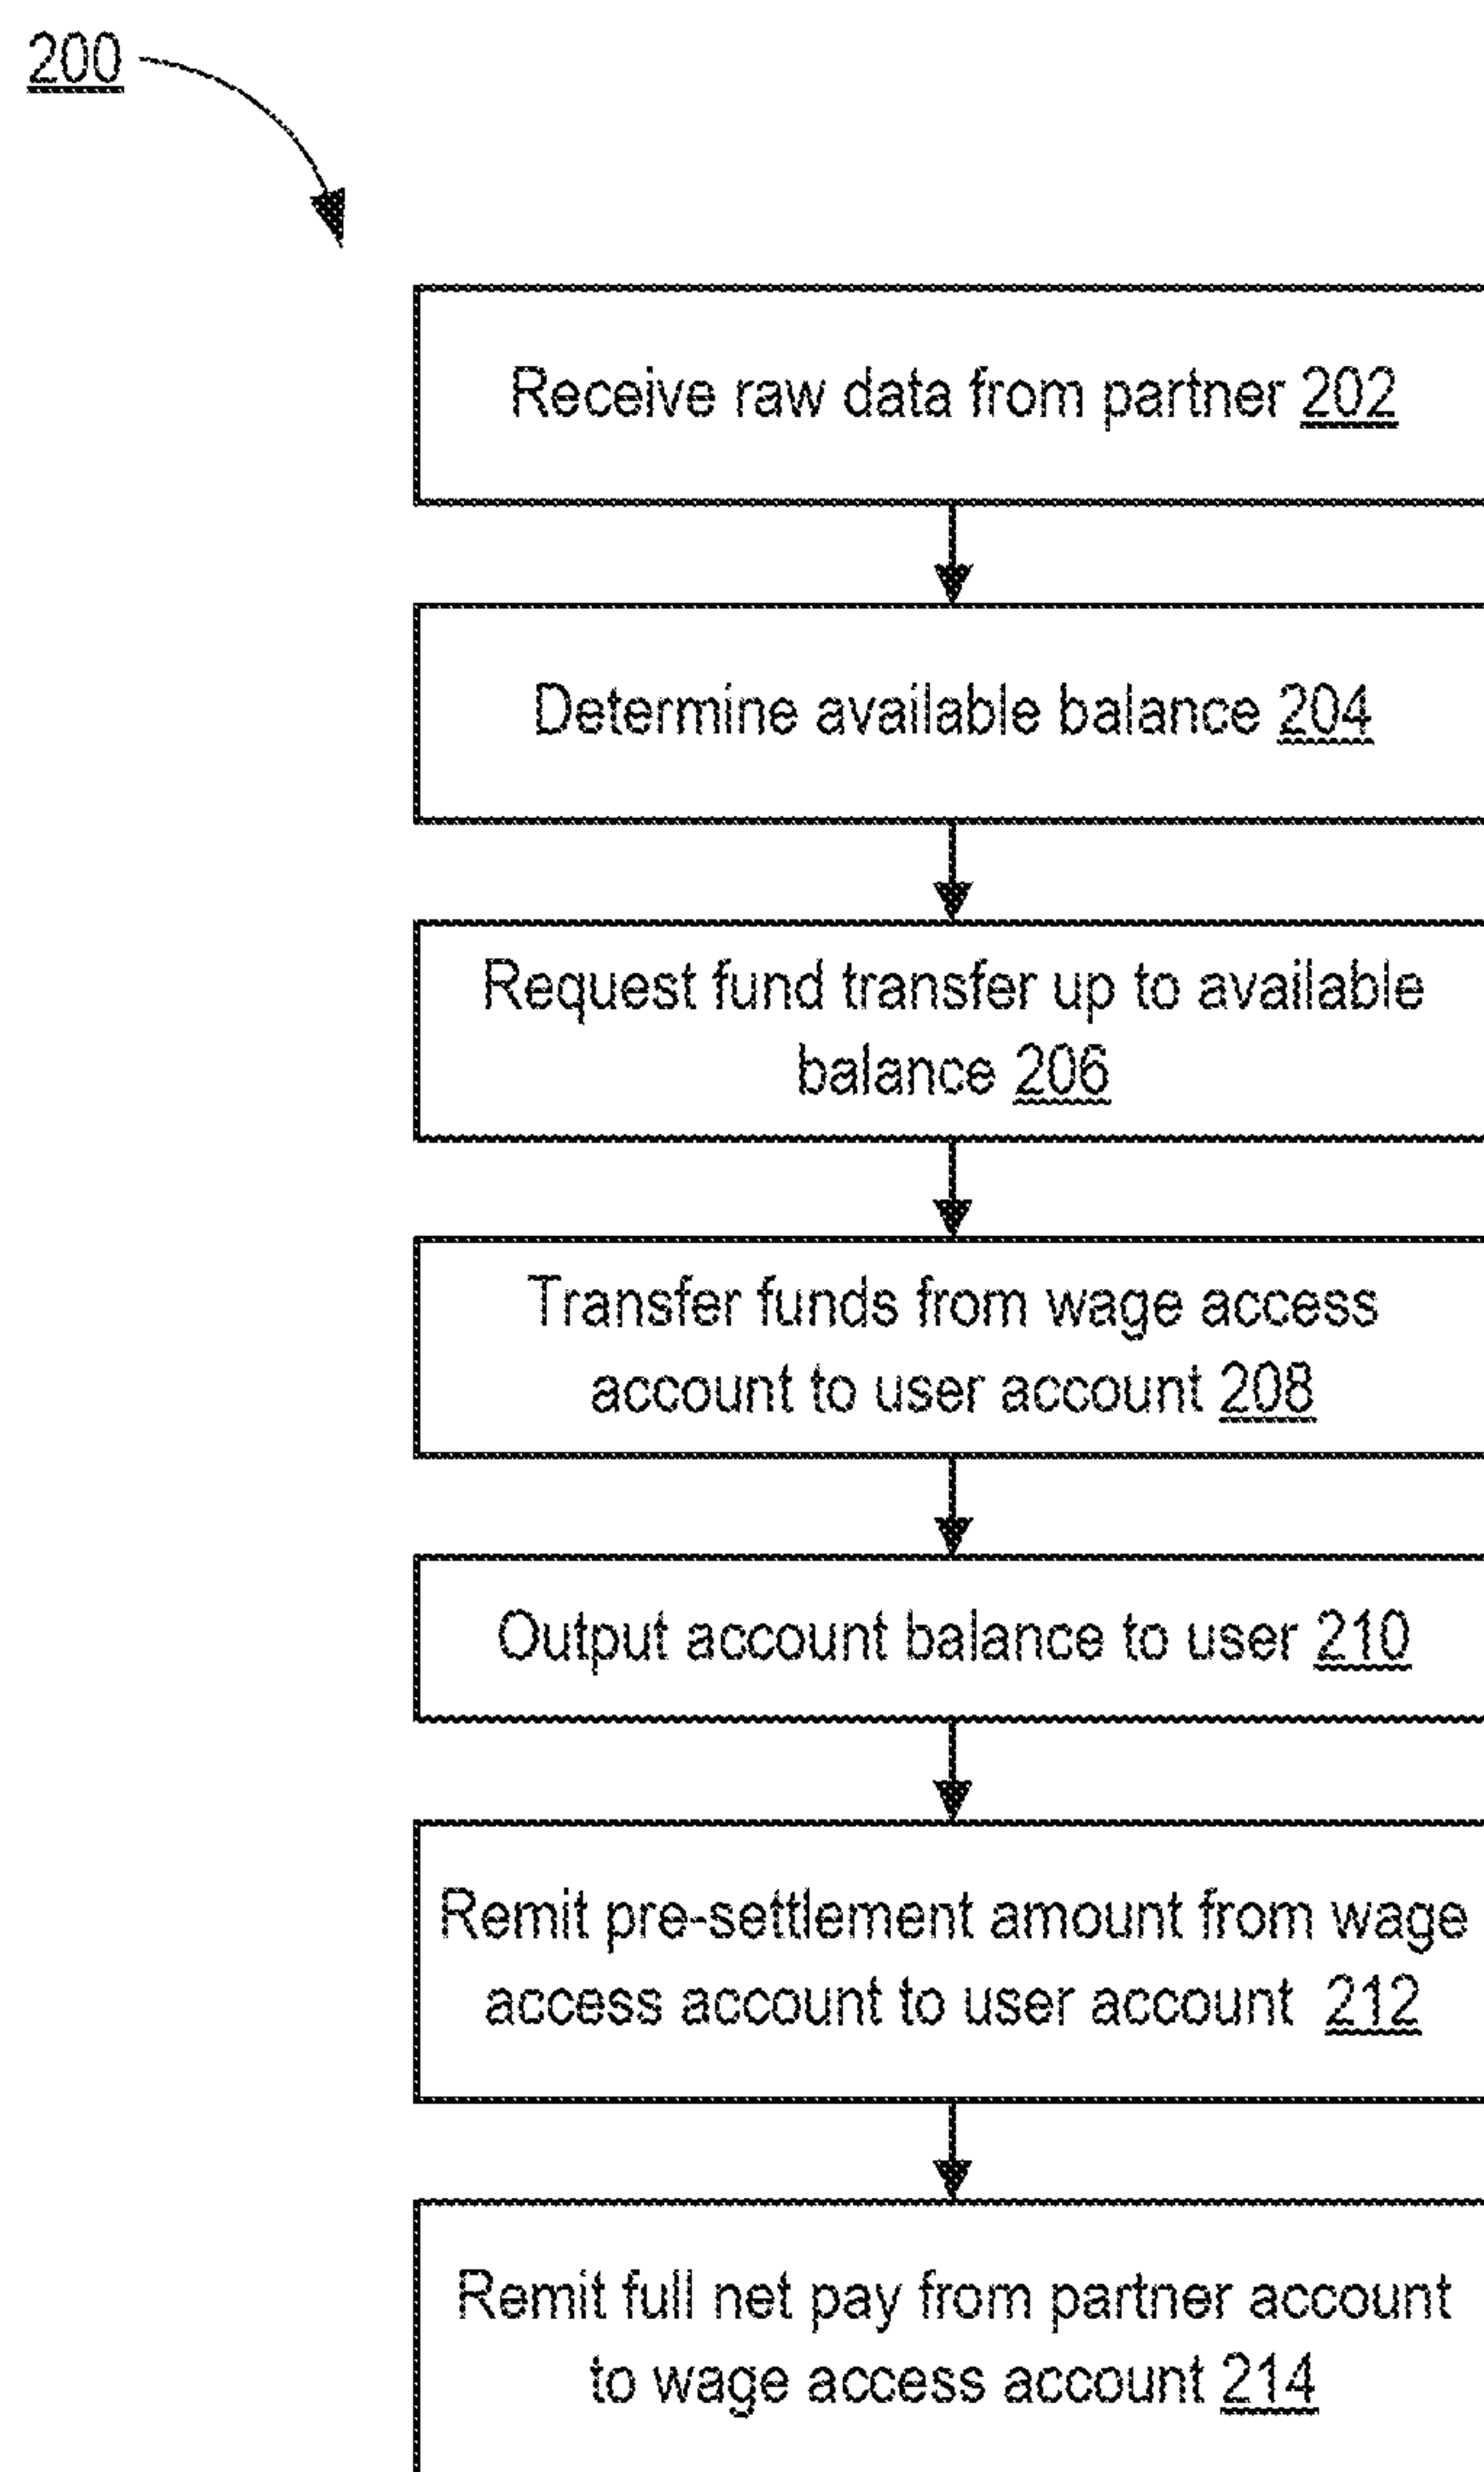 200
Receive raw data from partner 202
Determine available balance 204
Request fund transfer up to available
balance 206
Transfer funds from wage access
account to user account 208
Output account balance to user 210
Remit pre-settlement amount from wage
access account to user account 212
Remit full net pay from partner account
to wage access account 214